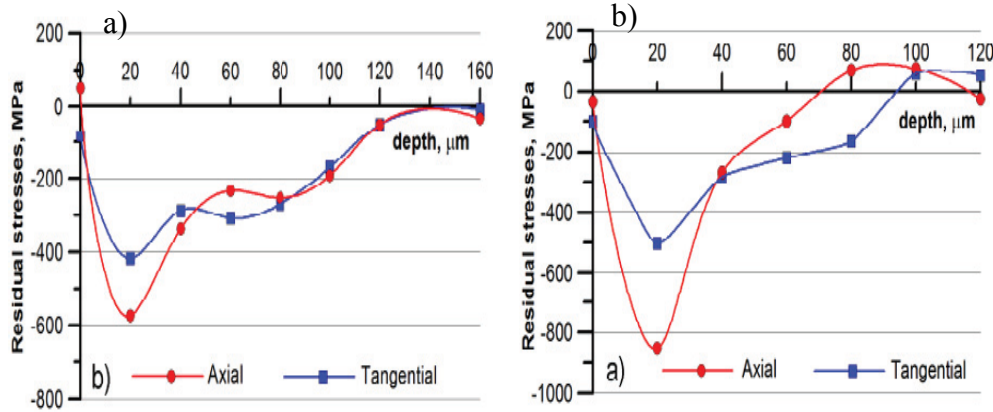 a)
200
0 20 40 60 80 100 120 140 160
0
depth, μm
-200
-400
-600
-800
Residual stresses, MPa
b) Axial Tangential
b)
200
0 20 40 60 80 100 120
0
depth, μm
-200
-400
-600
-800
-1000
Residual stresses, MPa
a) Axial Tangential